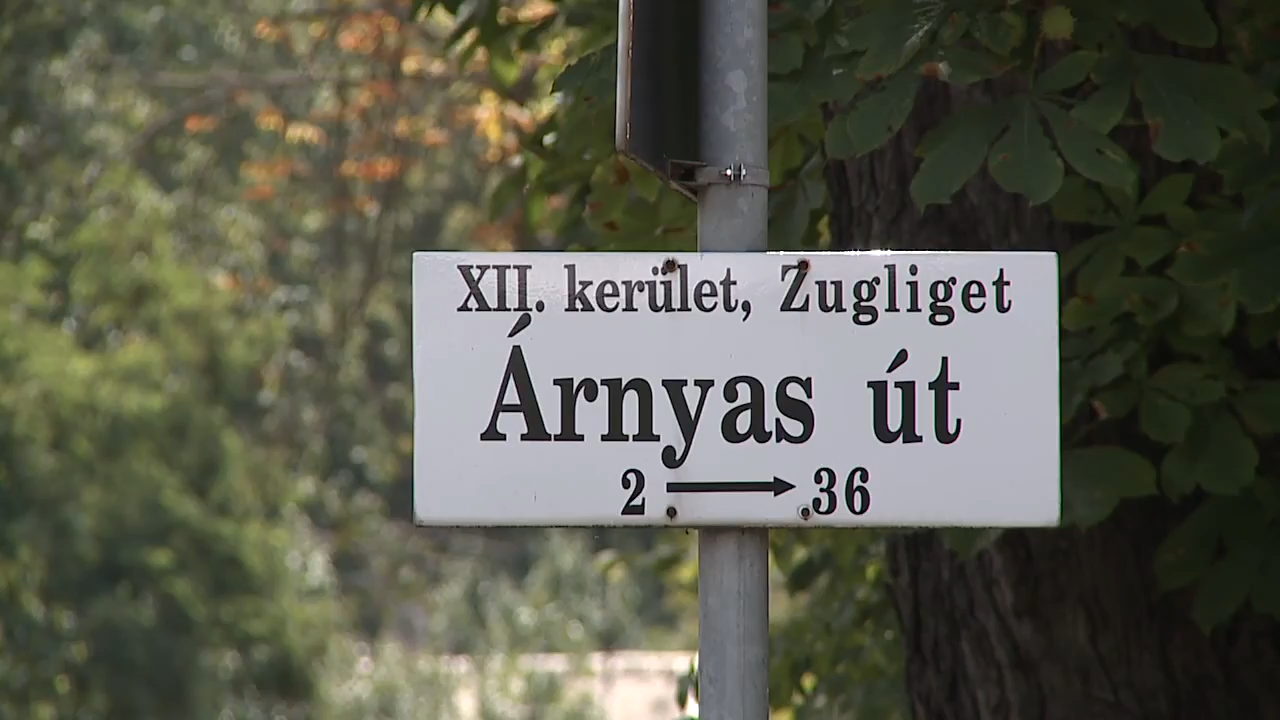 XII. kerület, Zugliget
Árnyas út
2 → 36